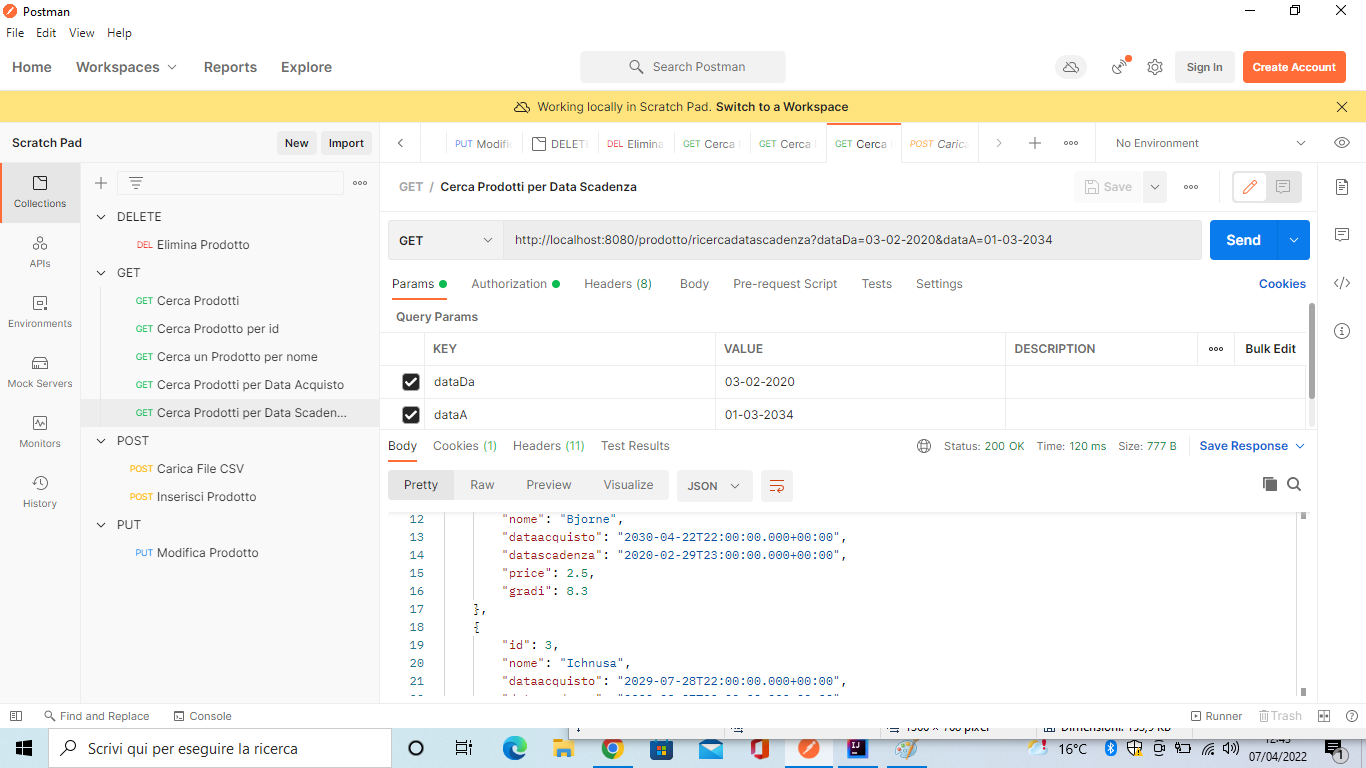 Postman
File Edit View Help
Home Workspaces Reports Explore Search Postman Sign In Create Account
Working locally in Scratch Pad. Switch to a Workspace
Scratch Pad New Import
PUT Modific DELETE DEL Elimina GET Cerca GET Cerca GET Cerca POST Carica No Environment
Collections
APIs
Environments
Mock Servers
Monitors
History
DELETE
DEL Elimina Prodotto
GET
GET Cerca Prodotti
GET Cerca Prodotto per id
GET Cerca un Prodotto per nome
GET Cerca Prodotti per Data Acquisto
GET Cerca Prodotti per Data Scaden...
POST
POST Carica File CSV
POST Inserisci Prodotto
PUT
PUT Modifica Prodotto
GET / Cerca Prodotti per Data Scadenza Save
GET http://localhost:8080/prodotto/ricercadatascadenza?dataDa=03-02-2020&dataA=01-03-2034 Send
Params Authorization Headers (8) Body Pre-request Script Tests Settings Cookies
Query Params
KEY VALUE DESCRIPTION Bulk Edit
dataDa 03-02-2020
dataA 01-03-2034
Body Cookies (1) Headers (11) Test Results Status: 200 OK Time: 120 ms Size: 777 B Save Response
Pretty Raw Preview Visualize JSON
12 "nome": "Bjorne",
13 "dataacquisto": "2030-04-22T22:00:00.000+00:00",
14 "datascadenza": "2020-02-29T23:00:00.000+00:00",
15 "price": 2.5,
16 "gradi": 8.3
17 },
18 {
19 "id": 3,
20 "nome": "Ichnusa",
21 "dataacquisto": "2029-07-28T22:00:00.000+00:00",
Find and Replace Console Runner Trash
Scrivi qui per eseguire la ricerca 16°C 07/04/2022 1